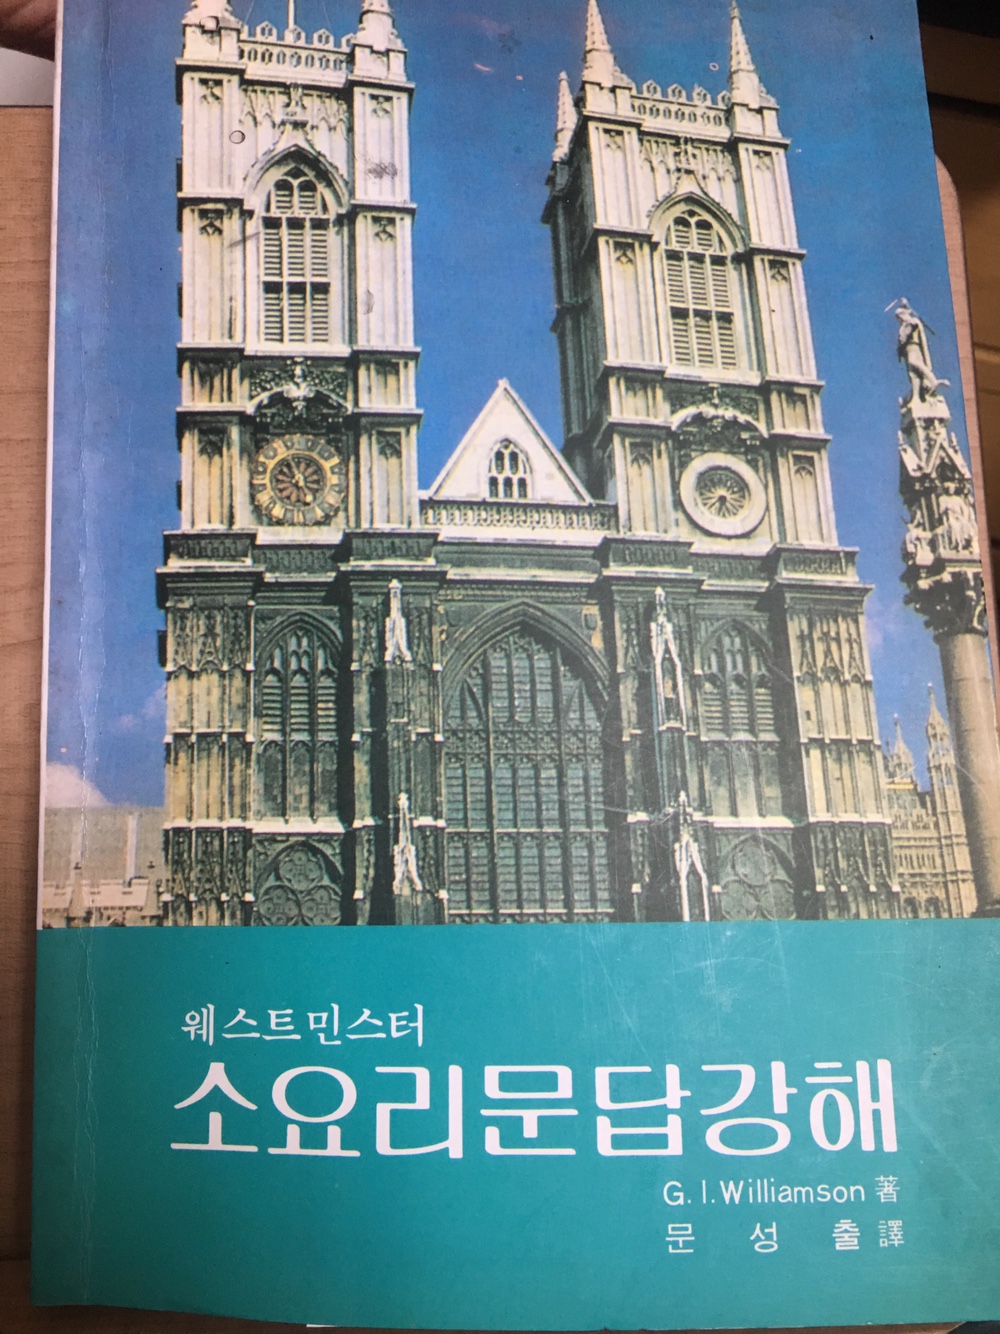 웨스트민스터
소요리문답강해
G. I. Williamson 著
문 성 출 譯